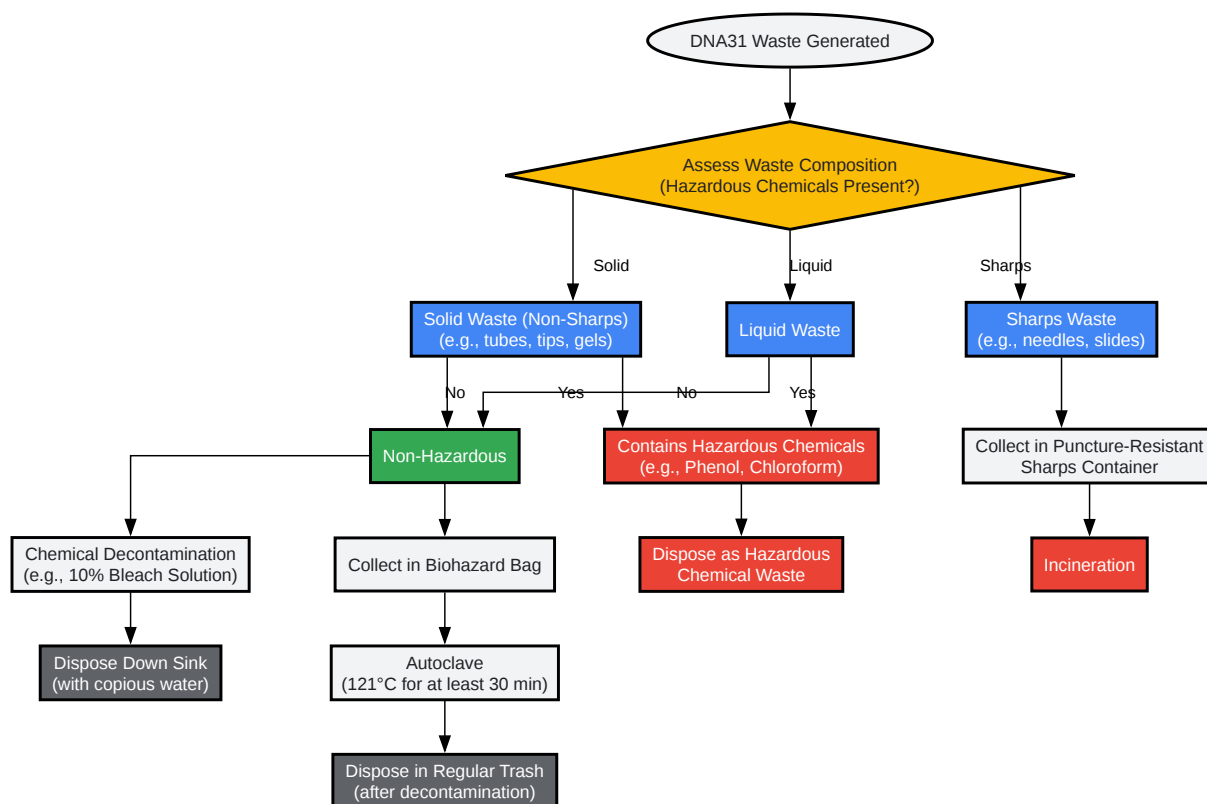 DNA31 Waste Generated
Assess Waste Composition
(Hazardous Chemicals Present?)
Solid
Liquid
Sharps
Solid Waste (Non-Sharps)
(e.g., tubes, tips, gels)
Liquid Waste
Sharps Waste
(e.g., needles, slides)
No
Yes
No
Yes
Non-Hazardous
Contains Hazardous Chemicals
(e.g., Phenol, Chloroform)
Collect in Puncture-Resistant
Sharps Container
Chemical Decontamination
(e.g., 10% Bleach Solution)
Collect in Biohazard Bag
Dispose as Hazardous
Chemical Waste
Incineration
Dispose Down Sink
(with copious water)
Autoclave
(121°C for at least 30 min)
Dispose in Regular Trash
(after decontamination)